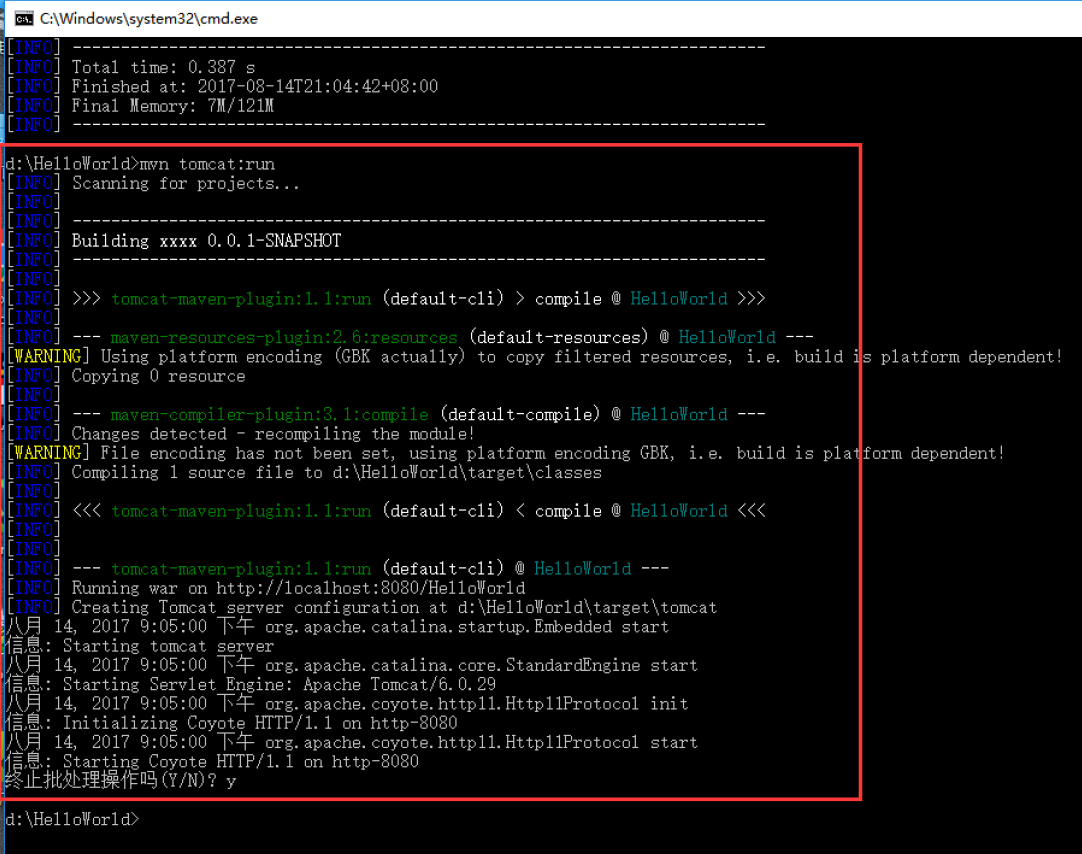 C:\Windows\system32\cmd.exe
[INFO] ------------------------------------------------------------------------
[INFO] Total time: 0.387 s
[INFO] Finished at: 2017-08-14T21:04:42+08:00
[INFO] Final Memory: 7M/121M
[INFO] ------------------------------------------------------------------------
d:\HelloWorld>mvn tomcat:run
[INFO] Scanning for projects...
[INFO]
[INFO] ------------------------------------------------------------------------
[INFO] Building xxxx 0.0.1-SNAPSHOT
[INFO] ------------------------------------------------------------------------
[INFO]
[INFO] >>> tomcat-maven-plugin:1.1:run (default-cli) > compile @ HelloWorld >>>
[INFO]
[INFO] --- maven-resources-plugin:2.6:resources (default-resources) @ HelloWorld ---
[WARNING] Using platform encoding (GBK actually) to copy filtered resources, i.e. build is platform dependent!
[INFO] Copying 0 resource
[INFO]
[INFO] --- maven-compiler-plugin:3.1:compile (default-compile) @ HelloWorld ---
[INFO] Changes detected - recompiling the module!
[WARNING] File encoding has not been set, using platform encoding GBK, i.e. build is platform dependent!
[INFO] Compiling 1 source file to d:\HelloWorld\target\classes
[INFO]
[INFO] <<< tomcat-maven-plugin:1.1:run (default-cli) < compile @ HelloWorld <<<
[INFO]
[INFO]
[INFO] --- tomcat-maven-plugin:1.1:run (default-cli) @ HelloWorld ---
[INFO] Running war on http://localhost:8080/HelloWorld
[INFO] Creating Tomcat server configuration at d:\HelloWorld\target\tomcat
八月 14, 2017 9:05:00 下午 org.apache.catalina.startup.Embedded start
信息: Starting tomcat server
八月 14, 2017 9:05:00 下午 org.apache.catalina.core.StandardEngine start
信息: Starting Servlet Engine: Apache Tomcat/6.0.29
八月 14, 2017 9:05:00 下午 org.apache.coyote.http11.Http11Protocol init
信息: Initializing Coyote HTTP/1.1 on http-8080
八月 14, 2017 9:05:00 下午 org.apache.coyote.http11.Http11Protocol start
信息: Starting Coyote HTTP/1.1 on http-8080
终止批处理操作吗(Y/N)? y
d:\HelloWorld>